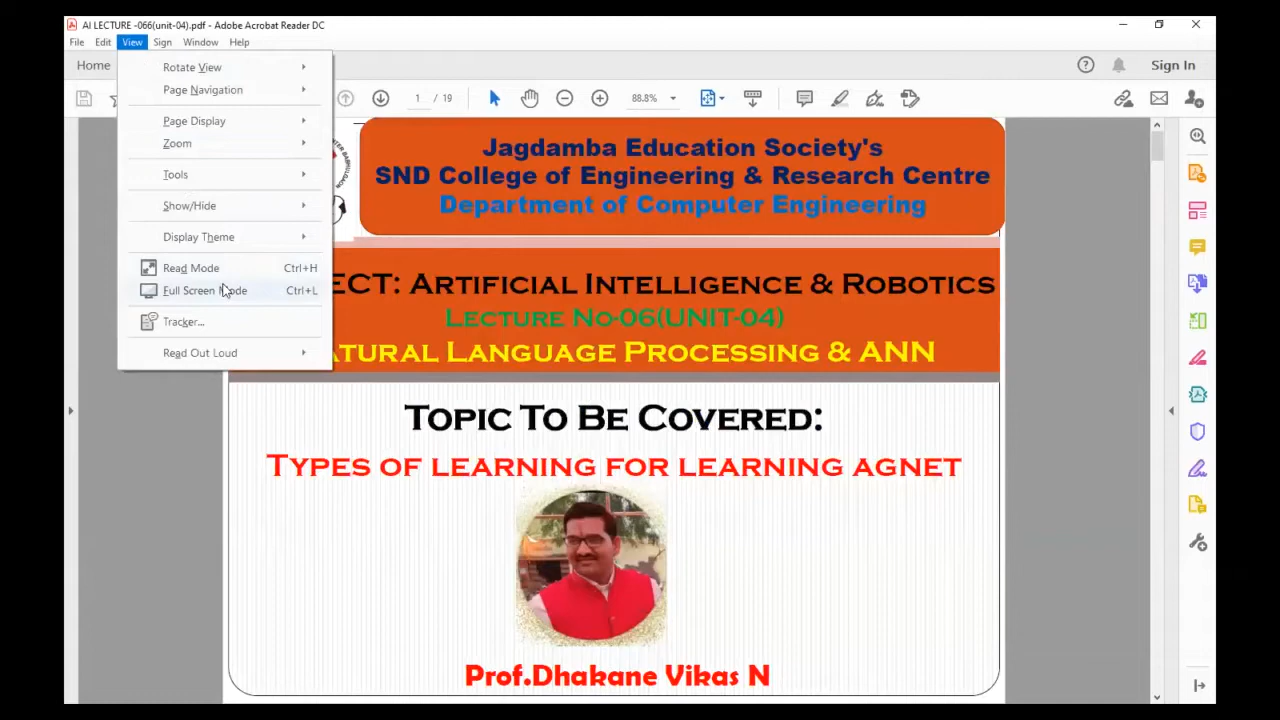 AI LECTURE -066(unit-04).pdf - Adobe Acrobat Reader DC
File Edit View Sign Window Help
Home
Sign In
Rotate View
Page Navigation
Page Display
Zoom
Tools
Show/Hide
Display Theme
Read Mode Ctrl+H
Full Screen Mode Ctrl+L
Tracker...
Read Out Loud
1 / 19
88.8%
Jagdamba Education Society's
SND College of Engineering & Research Centre
Department of Computer Engineering
ECT: Artificial Intelligence & Robotics
Lecture No-06(UNIT-04)
atural Language Processing & ANN
Topic To Be Covered:
Types of learning for learning agnet
Prof.Dhakane Vikas N